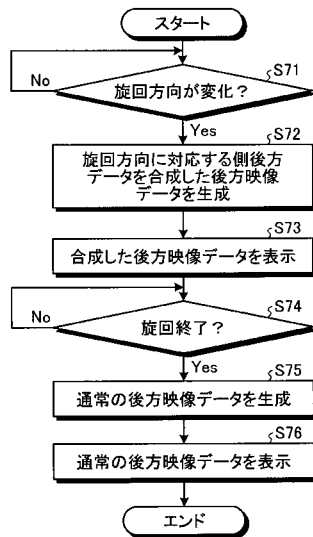 スタート
S71
旋回方向が変化？
No
Yes
S72
旋回方向に対応する側後方
データを合成した後方映像
データを生成
S73
合成した後方映像データを表示
S74
旋回終了？
No
Yes
S75
通常の後方映像データを生成
S76
通常の後方映像データを表示
エンド